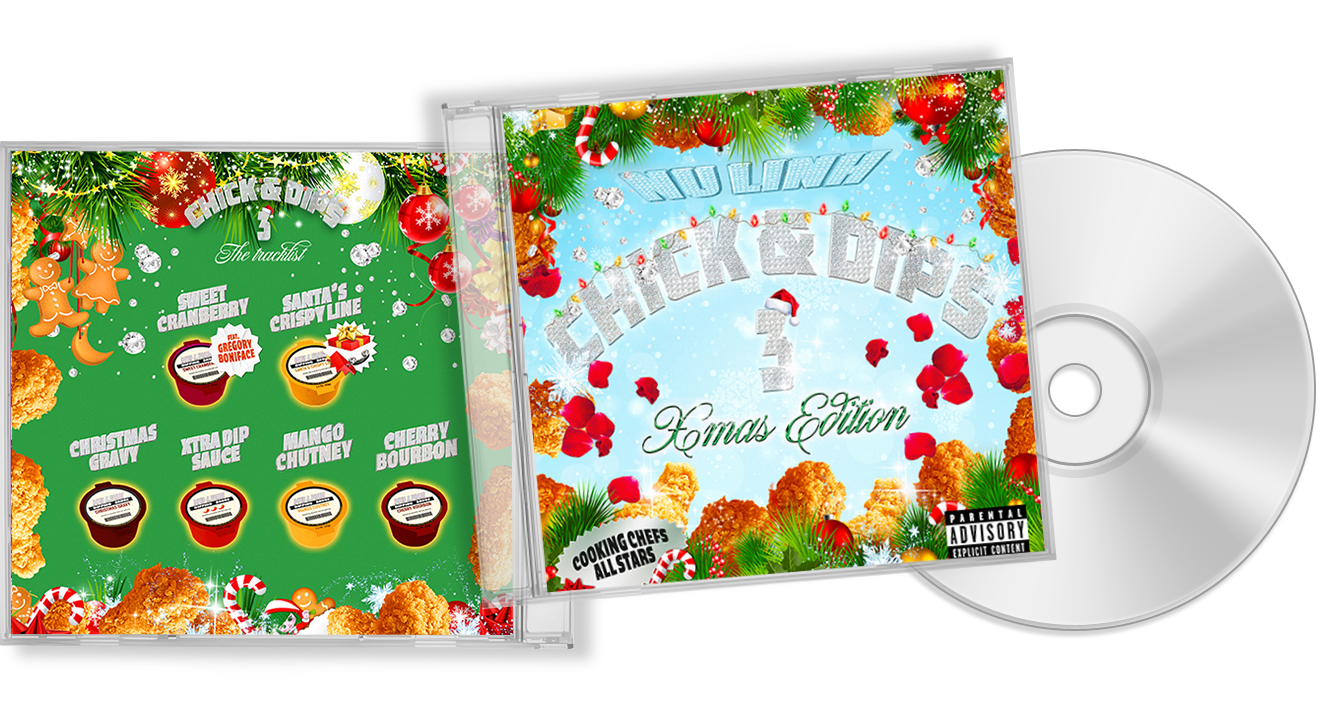 CHICK & DIPS
3
The tracklist
SWEET
CRANBERRY
SANTA'S
CRISPY LINE
FEAT.
GREGORY
BONIFACE
CHRISTMAS
GRAVY
XTRA DIP
SAUCE
MANGO
CHUTNEY
CHERRY
BOURBON
NU LINH
CHICK & DIPS
3
Xmas Edition
COOKING CHEFS
ALL STARS
PARENTAL
ADVISORY
EXPLICIT CONTENT